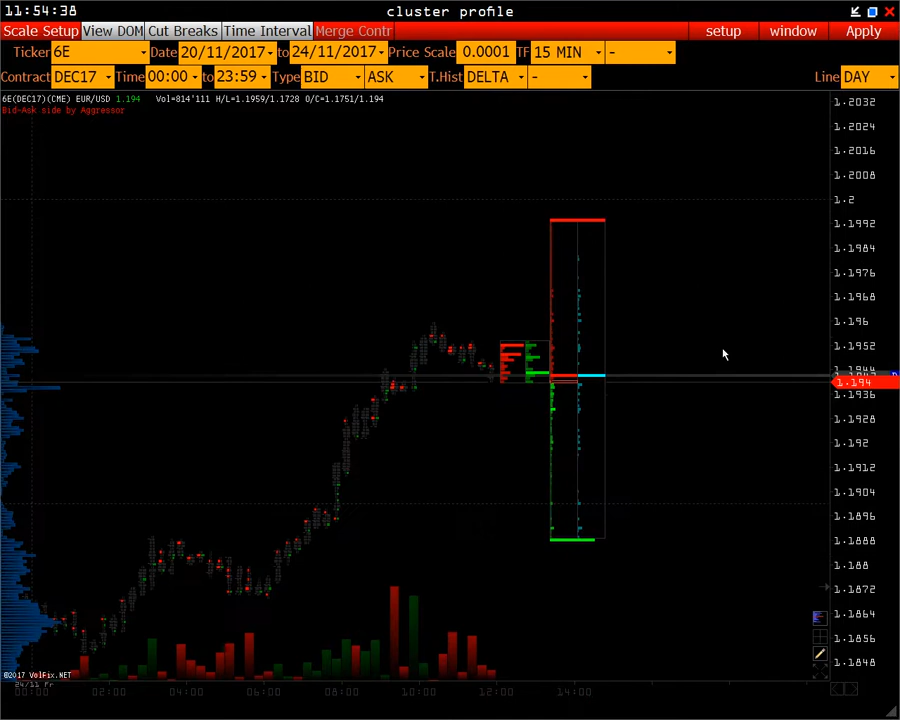 11:54:38 cluster profile
Scale Setup View DOM Cut Breaks Time Interval Merge Contr setup window Apply
Ticker 6E Date 20/11/2017 to 24/11/2017 Price Scale 0.0001 TF 15 MIN -
Contract DEC17 Time 00:00 to 23:59 Type BID ASK T.Hist DELTA - Line DAY
6E(DEC17)(CME) EUR/USD 1.194 Vol=814'111 H/L=1.1959/1.1728 O/C=1.1751/1.194
Bid-Ask side by Aggressor
1.2032
1.2024
1.2016
1.2008
1.2
1.1992
1.1984
1.1976
1.1968
1.196
1.1952
1.194
1.1936
1.1928
1.192
1.1912
1.1904
1.1896
1.1888
1.188
1.1872
1.1864
1.1856
1.1848
©2017 VolFix.NET
24/11 Fr
00:00 02:00 04:00 06:00 08:00 10:00 12:00 14:00